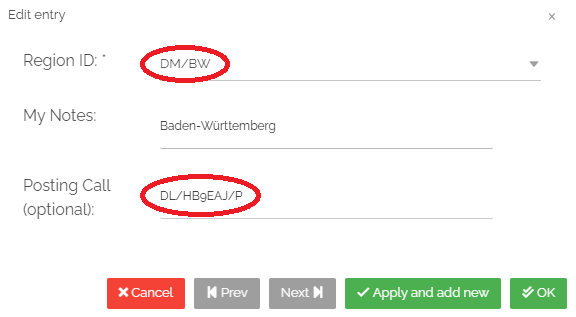 Edit entry x
Region ID: * DM/BW
My Notes:
Baden-Württemberg
Posting Call
(optional): DL/HB9EAJ/P
Cancel Prev Next Apply and add new OK